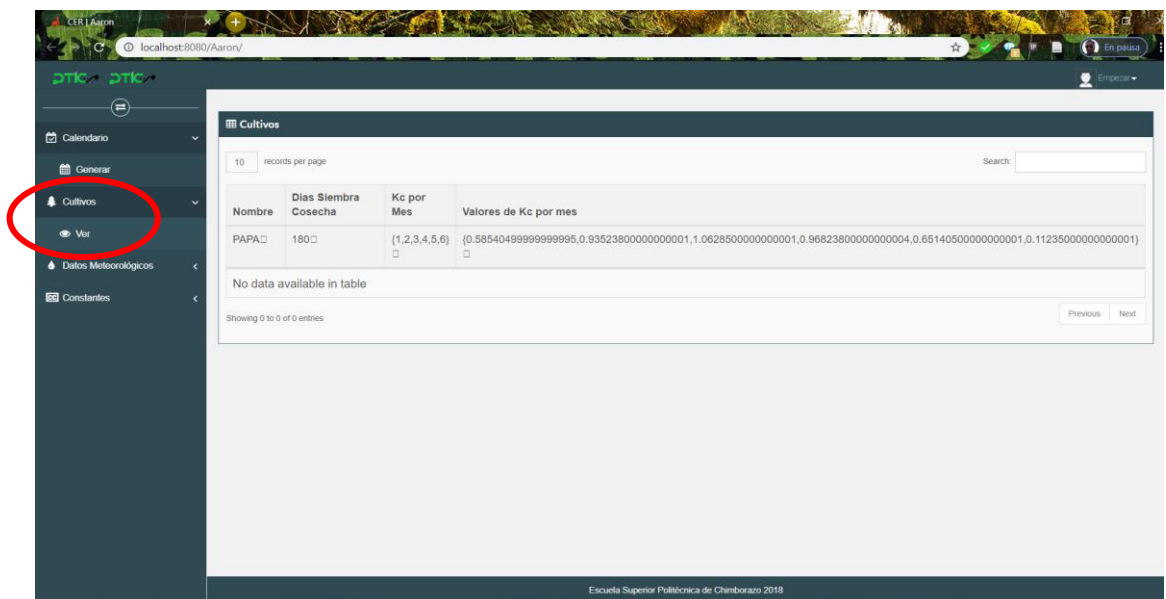 CER | Aaron
localhost:8080/Aaron/
En pausa
DTIC DTIC
Empezar
Calendario
Generar
Cultivos
Ver
Datos Meteorológicos
Constantes
Cultivos
10 records per page
Search:
Nombre Dias Siembra Cosecha Kc por Mes Valores de Kc por mes
PAPA□ 180□ {1,2,3,4,5,6}□ {0.58540499999999995,0.93523800000000001,1.0628500000000001,0.96823800000000004,0.65140500000000001,0.11235000000000001}□
No data available in table
Showing 0 to 0 of 0 entries
Previous Next
Escuela Superior Politécnica de Chimborazo 2018